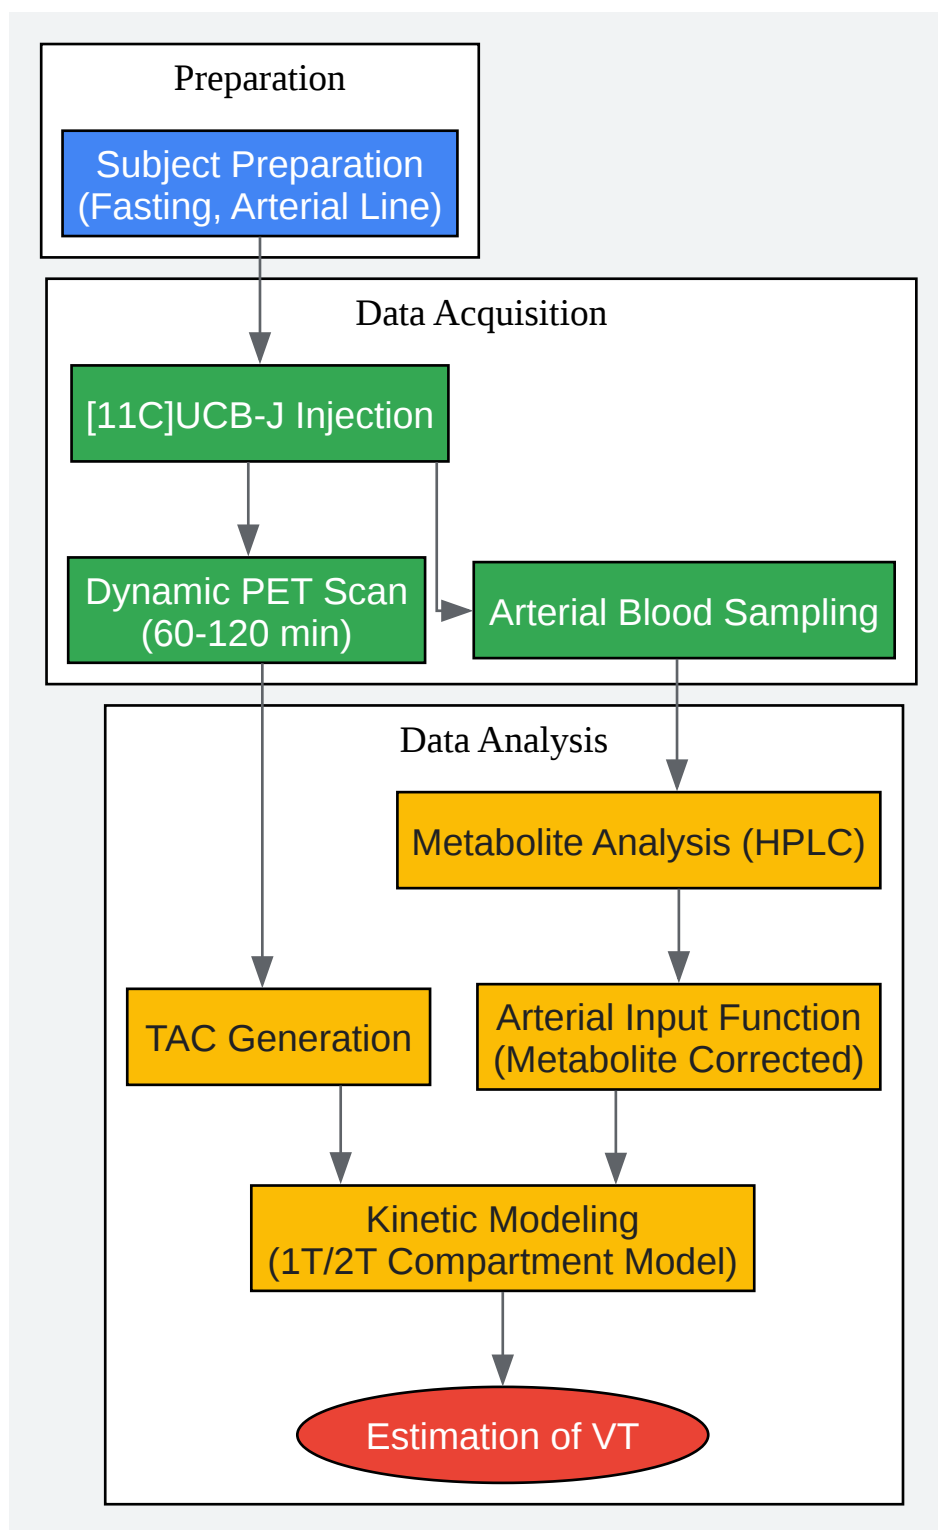 Preparation
Subject Preparation
(Fasting, Arterial Line)
Data Acquisition
[11C]UCB-J Injection
Dynamic PET Scan
(60-120 min)
Arterial Blood Sampling
Data Analysis
Metabolite Analysis (HPLC)
TAC Generation
Arterial Input Function
(Metabolite Corrected)
Kinetic Modeling
(1T/2T Compartment Model)
Estimation of VT